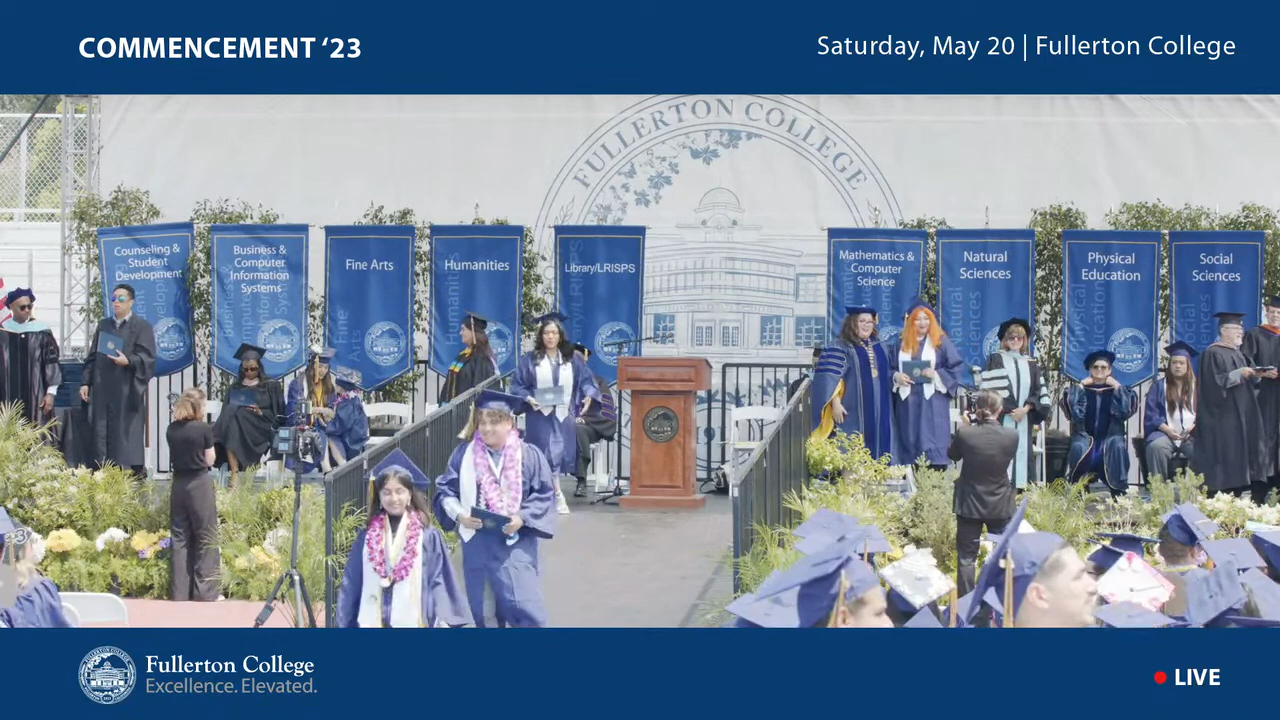 COMMENCEMENT ‘23
Saturday, May 20 | Fullerton College
FULLERTON COLLEGE
Counseling &
Student
Development
Business &
Computer
Information
Systems
Fine Arts
Humanities
Library/LRISPS
Mathematics &
Computer
Science
Natural
Sciences
Physical
Education
Social
Sciences
Fullerton College
Excellence. Elevated.
LIVE